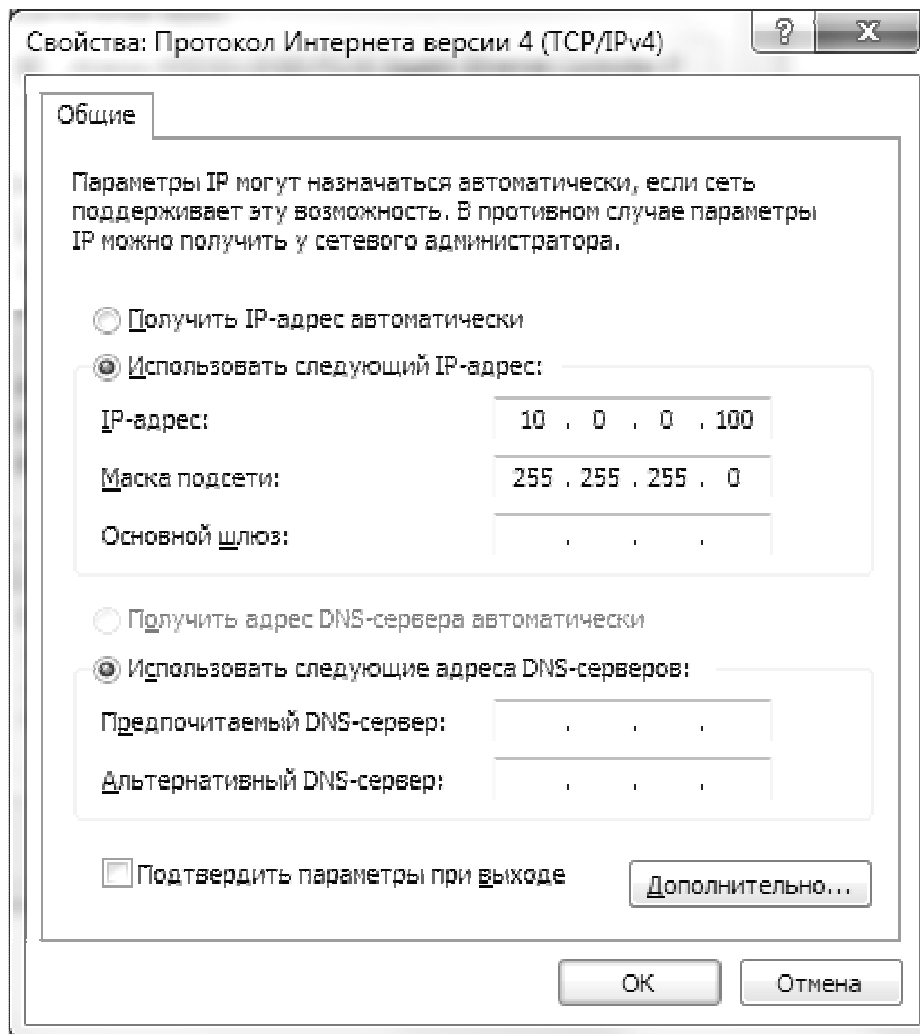 Свойства: Протокол Интернета версии 4 (TCP/IPv4)
Общие
Параметры IP могут назначаться автоматически, если сеть
поддерживает эту возможность. В противном случае параметры
IP можно получить у сетевого администратора.
Получить IP-адрес автоматически
Использовать следующий IP-адрес:
IP-адрес: 10 . 0 . 0 . 100
Маска подсети: 255 . 255 . 255 . 0
Основной шлюз: . . .
Получить адрес DNS-сервера автоматически
Использовать следующие адреса DNS-серверов:
Предпочитаемый DNS-сервер: . . .
Альтернативный DNS-сервер: . . .
Подтвердить параметры при выходе
Дополнительно...
ОК Отмена